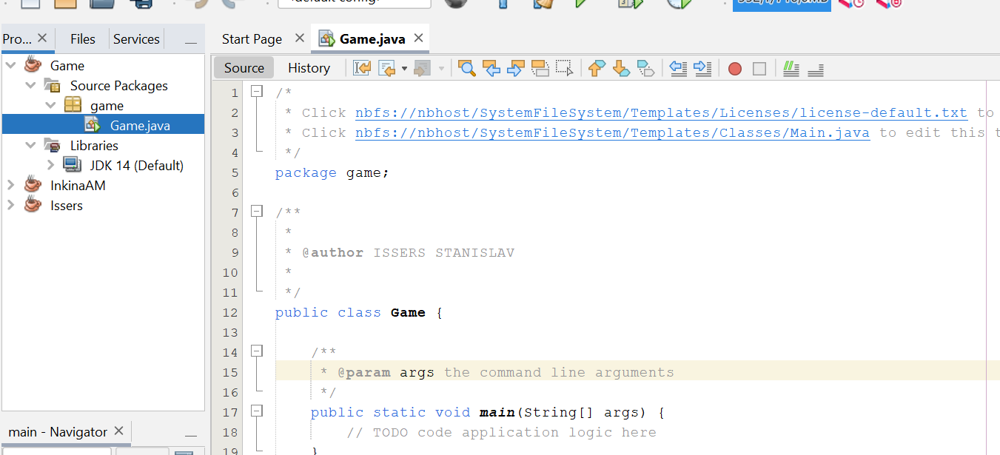 Pro...
Files
Services
Game
Source Packages
game
Game.java
Libraries
JDK 14 (Default)
InkinaAM
Issers
main - Navigator
Start Page
Game.java
Source
History
1 /*
2 * Click nbfs://nbhost/SystemFileSystem/Templates/Licenses/license-default.txt to
3 * Click nbfs://nbhost/SystemFileSystem/Templates/Classes/Main.java to edit this
4 */
5 package game;
6
7 /**
8 *
9 * @author ISSERS STANISLAV
10 *
11 */
12 public class Game {
13
14 /**
15 * @param args the command line arguments
16 */
17 public static void main(String[] args) {
18 // TODO code application logic here
19 }